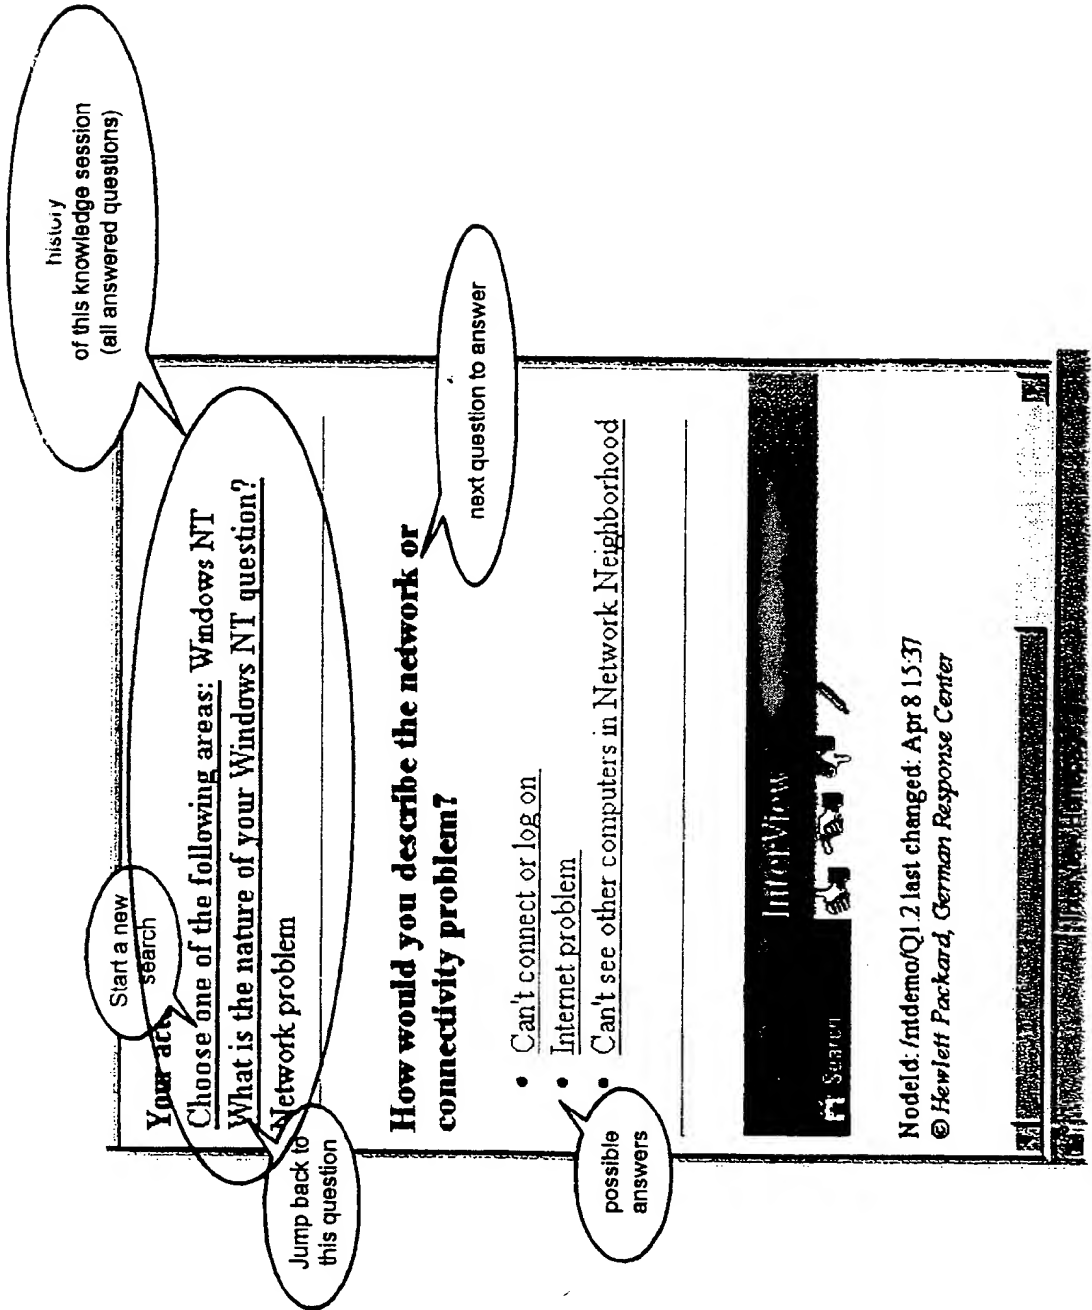 history
of this knowledge session
(all answered questions)
Start a new
search
Your
Choose one of the following areas: Windows NT
What is the nature of your Windows NT question?
Network problem
Jump back to
this question
How would you describe the network or
connectivity problem?
next question to answer
• Can't connect or log on
• Internet problem
• Can't see other computers in Network Neighborhood
possible
answers
InterView
Search
NodeId: /ntdemo/Q1.2 last changed: Apr 8 15:37
© Hewlett Packard, German Response Center